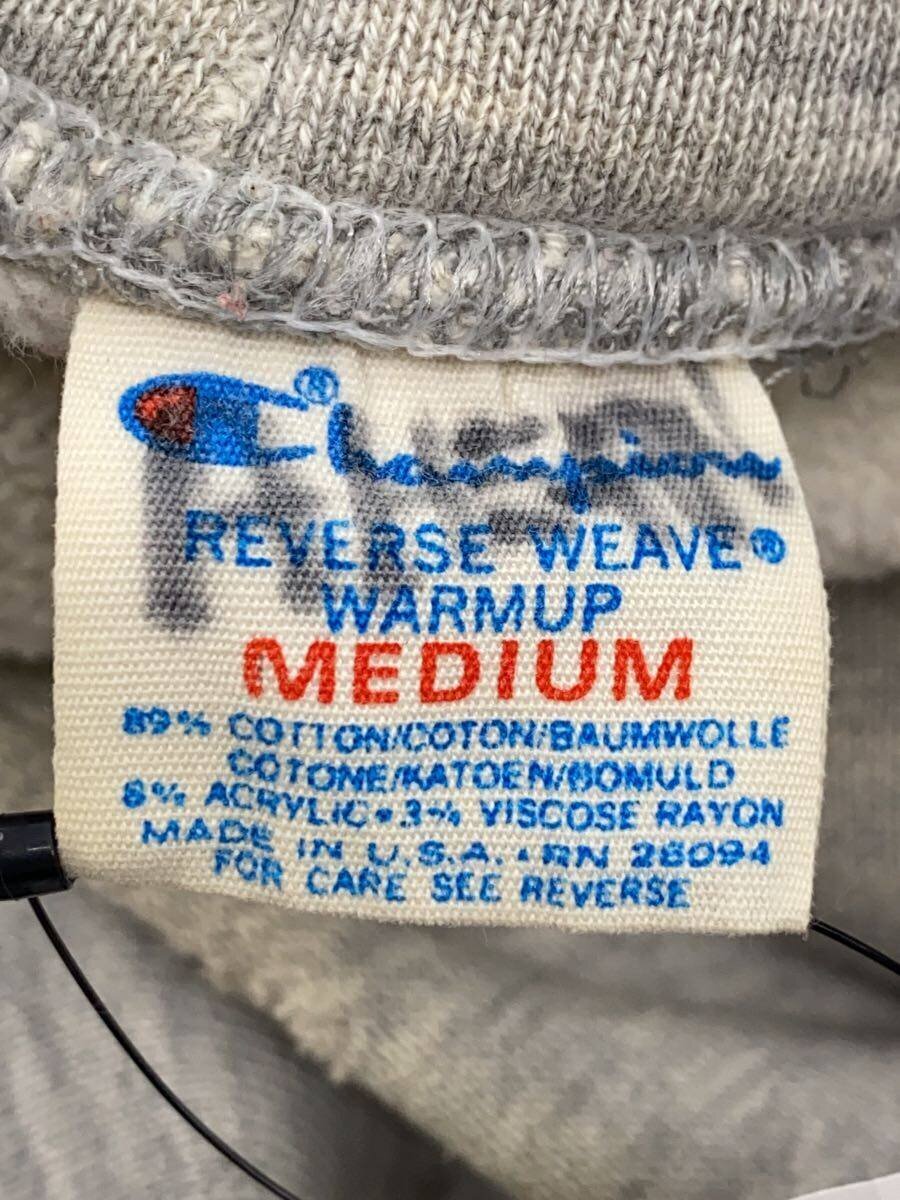 Champion®
REVERSE WEAVE®
WARMUP
MEDIUM
89% COTTON/COTON/BAUMWOLLE
COTONE/KATOEN/BOMULD
8% ACRYLIC • 3% VISCOSE RAYON
MADE IN U.S.A. • RN 26094
FOR CARE SEE REVERSE